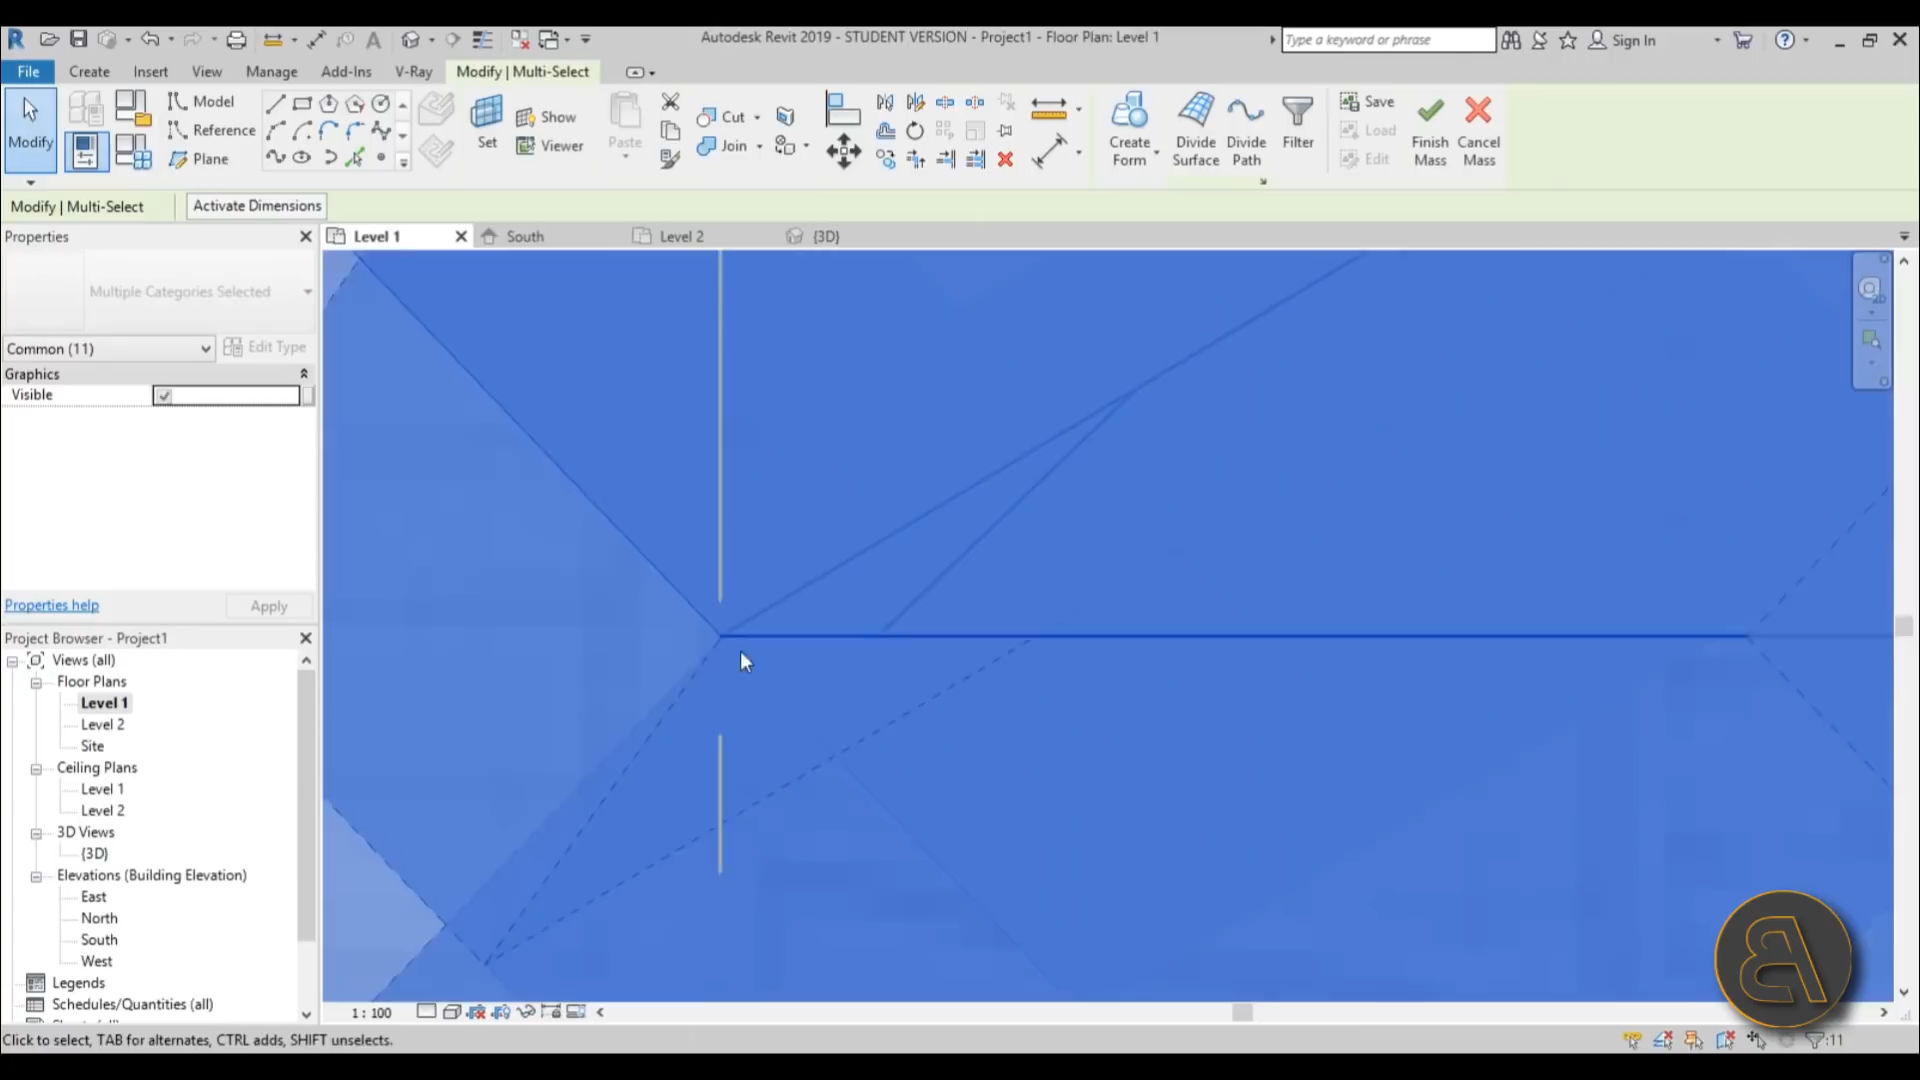 Autodesk Revit 2019 - STUDENT VERSION - Project1 - Floor Plan: Level 1
Type a keyword or phrase
Sign In
File Create Insert View Manage Add-Ins V-Ray Modify | Multi-Select
Modify
Model
Reference
Plane
Set
Show
Viewer
Paste
Cut
Join
Create Form
Divide Surface
Divide Path
Filter
Save
Load
Edit
Finish Mass
Cancel Mass
Modify | Multi-Select
Activate Dimensions
Properties
Level 1
South
Level 2
{3D}
Multiple Categories Selected
Common (11)
Edit Type
Graphics
Visible
Properties help
Apply
Project Browser - Project1
Views (all)
Floor Plans
Level 1
Level 2
Site
Ceiling Plans
Level 1
Level 2
3D Views
{3D}
Elevations (Building Elevation)
East
North
South
West
Legends
Schedules/Quantities (all)
1 : 100
Click to select, TAB for alternates, CTRL adds, SHIFT unselects.
:11